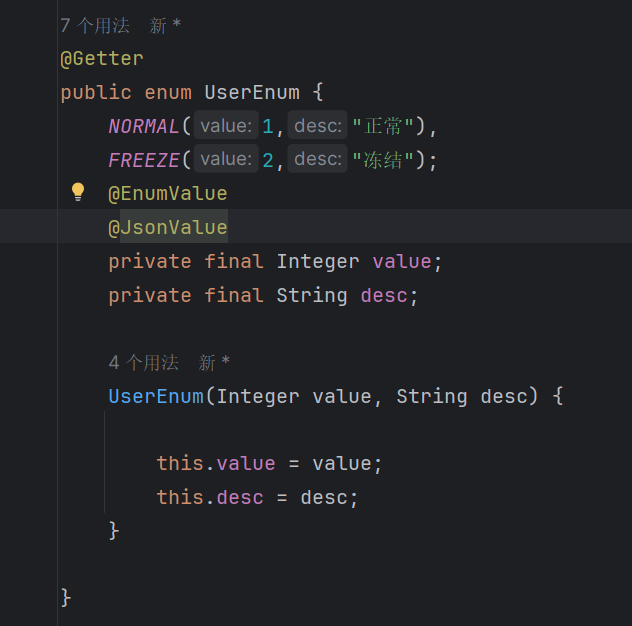 7 个用法 新 *
@Getter
public enum UserEnum {
NORMAL( value: 1, desc: "正常"),
FREEZE( value: 2, desc: "冻结");
@EnumValue
@JsonValue
private final Integer value;
private final String desc;
4 个用法 新 *
UserEnum(Integer value, String desc) {
this.value = value;
this.desc = desc;
}
}